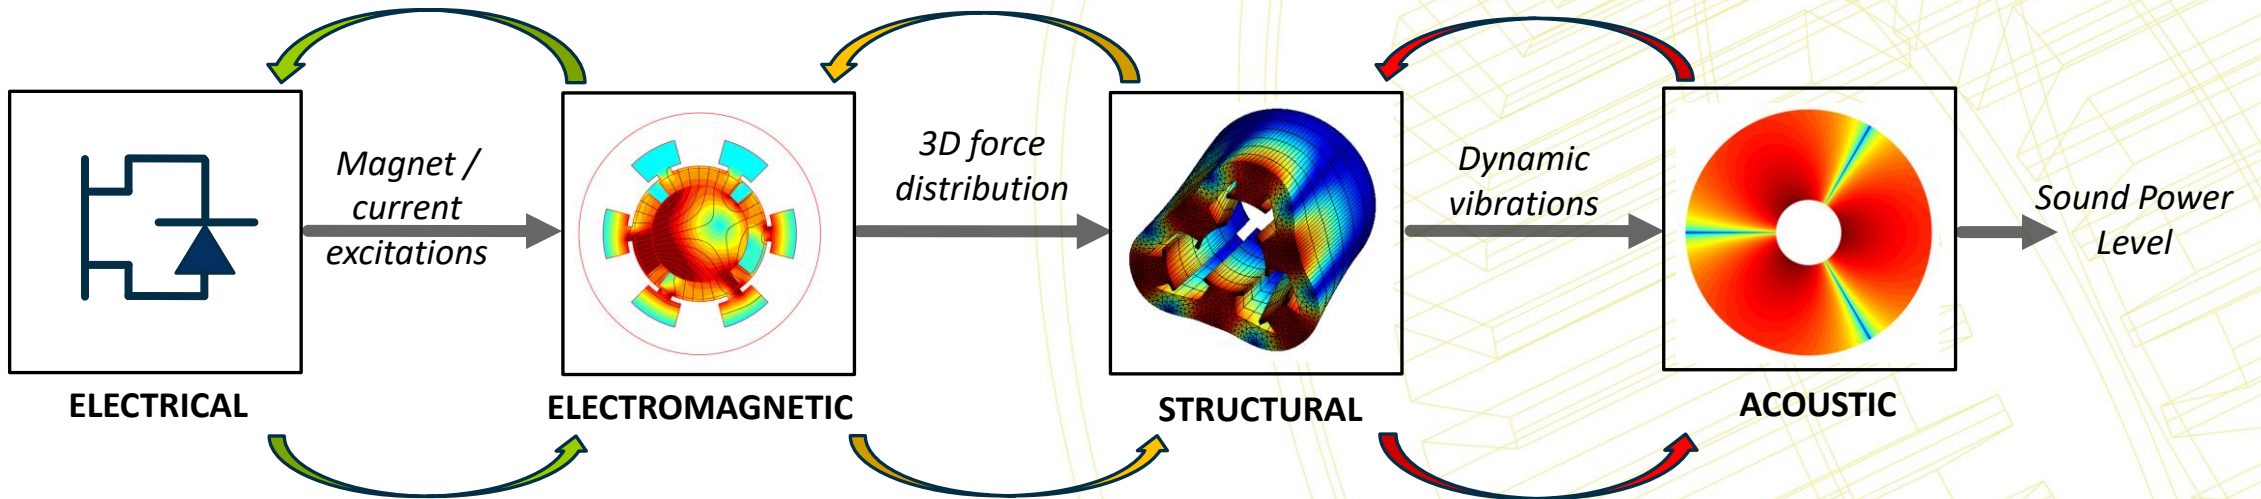 Magnet /
current
excitations
3D force
distribution
Dynamic
vibrations
Sound Power
Level
ELECTRICAL
ELECTROMAGNETIC
STRUCTURAL
ACOUSTIC